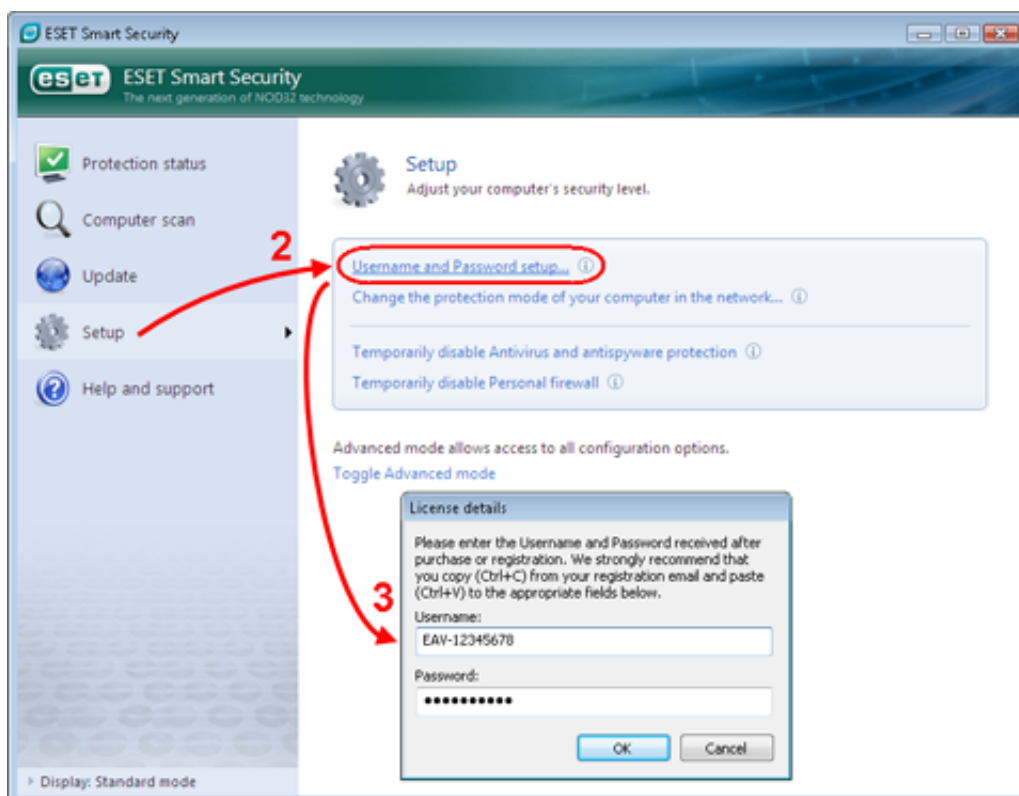 ESET Smart Security
eset
ESET Smart Security
The next generation of NOD32 technology
Protection status
Computer scan
Update
Setup
Help and support
Setup
Adjust your computer's security level.
2
Username and Password setup...
Change the protection mode of your computer in the network...
Temporarily disable Antivirus and antispyware protection
Temporarily disable Personal firewall
Advanced mode allows access to all configuration options.
Toggle Advanced mode
License details
Please enter the Username and Password received after
purchase or registration. We strongly recommend that
you copy (Ctrl+C) from your registration email and paste
(Ctrl+V) to the appropriate fields below.
3
Username:
EAV-12345678
Password:
••••••••••
OK
Cancel
Display: Standard mode